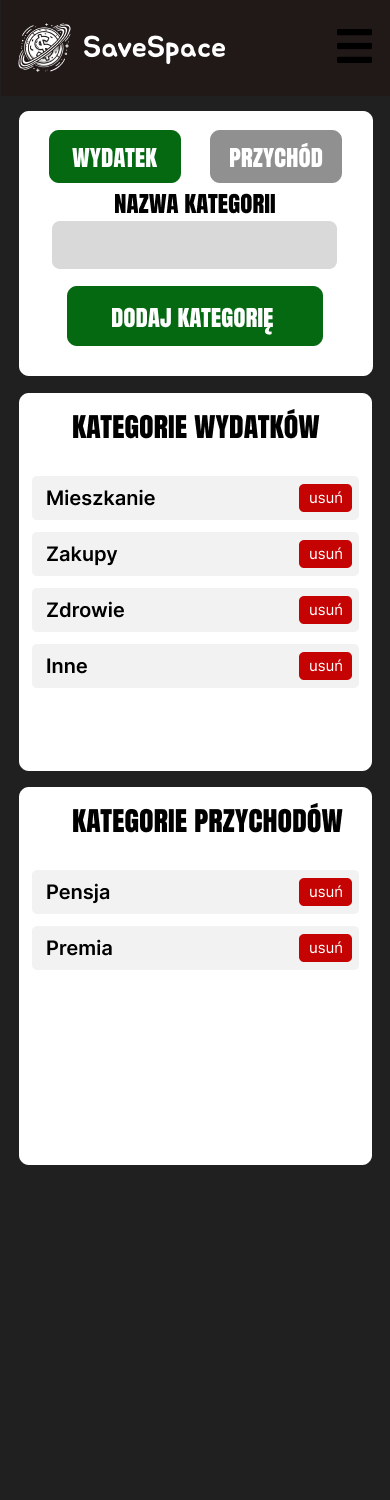 SaveSpace
WYDATEK
PRZYCHÓD
NAZWA KATEGORII
DODAJ KATEGORIĘ
KATEGORIE WYDATKÓW
Mieszkanie usuń
Zakupy usuń
Zdrowie usuń
Inne usuń
KATEGORIE PRZYCHODÓW
Pensja usuń
Premia usuń